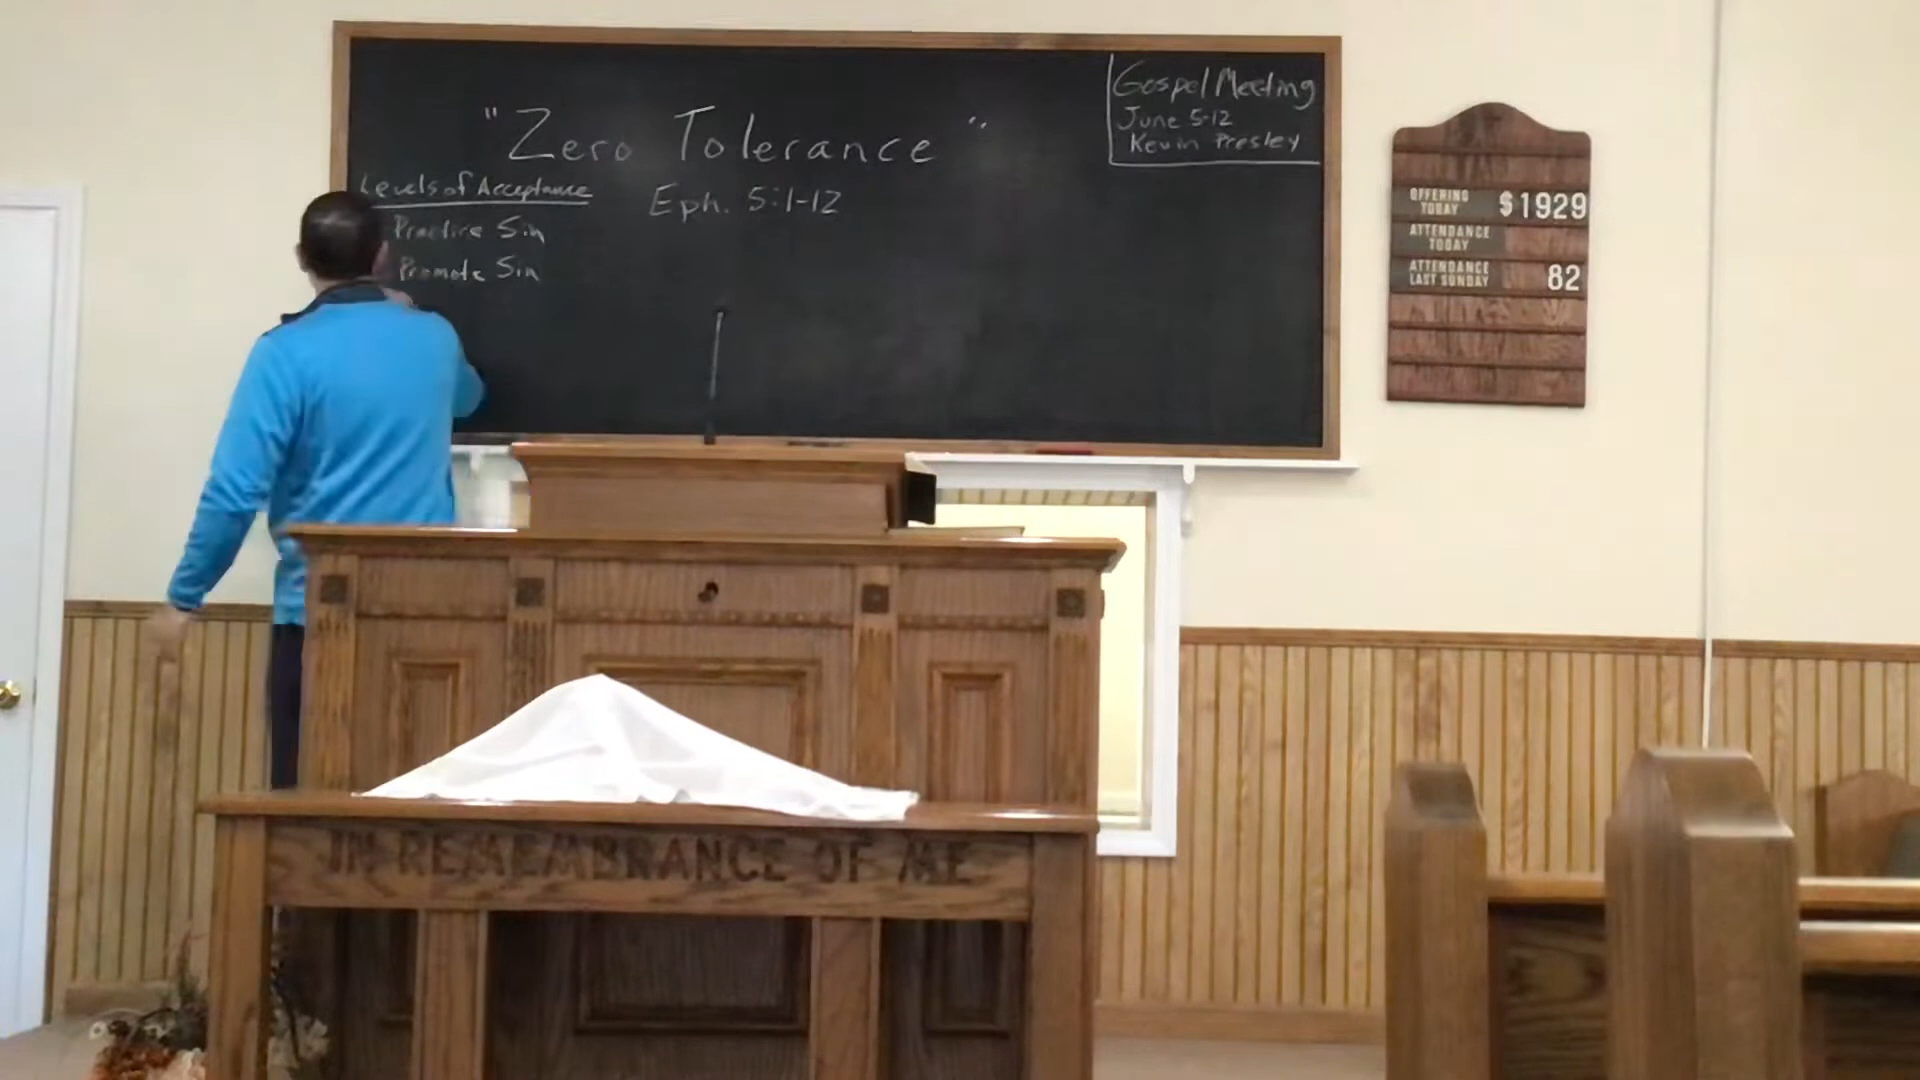 "Zero Tolerance"
Levels of Acceptance
Eph. 5:1-12
Practice Sin
Promote Sin
Gospel Meeting
June 5-12
Kevin Presley
OFFERING TODAY $1929
ATTENDANCE TODAY
ATTENDANCE LAST SUNDAY 82
IN REMEMBRANCE OF ME